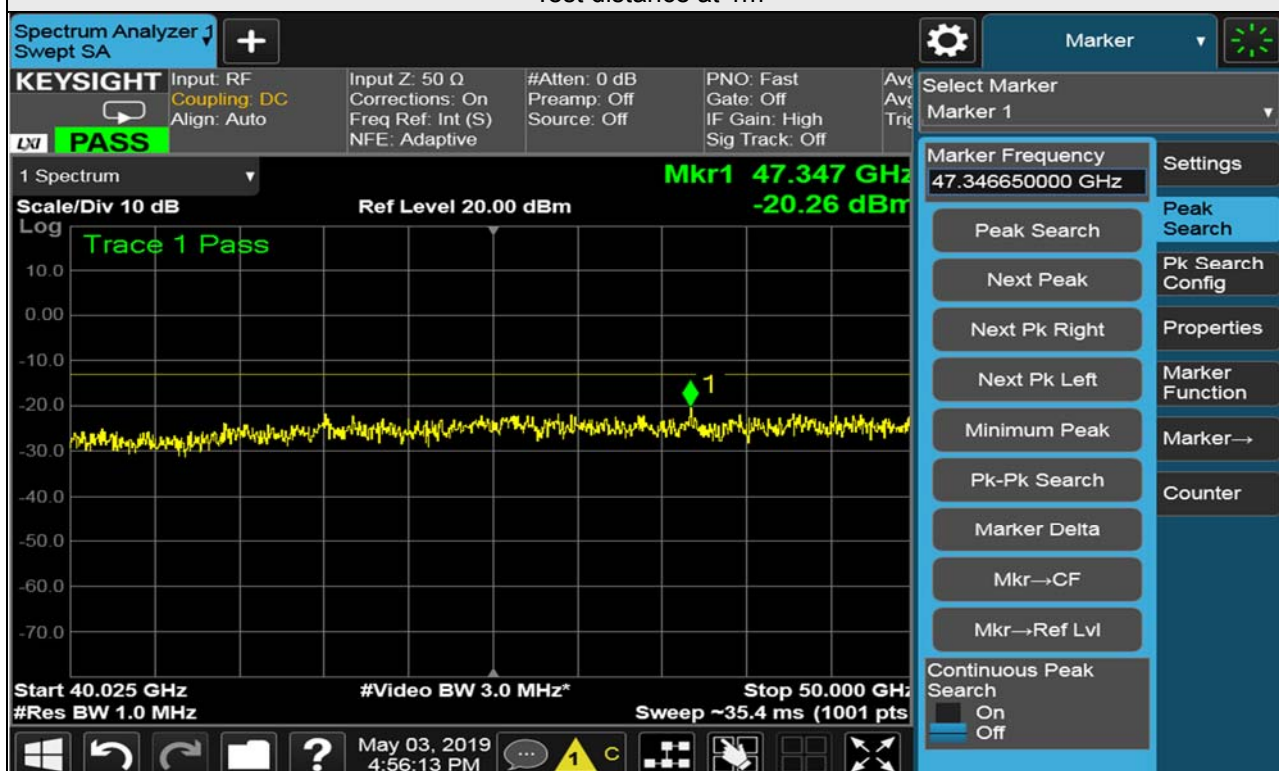 Test distance at 1m
Spectrum Analyzer 1
Swept SA
+
Marker
KEYSIGHT
LXI
PASS
Input: RF
Coupling: DC
Align: Auto
Input Z: 50 Ω
Corrections: On
Freq Ref: Int (S)
NFE: Adaptive
#Atten: 0 dB
Preamp: Off
Source: Off
PNO: Fast
Gate: Off
IF Gain: High
Sig Track: Off
Avg
Avg
Trig
Select Marker
Marker 1
1 Spectrum
Mkr1 47.347 GHz
Scale/Div 10 dB
Ref Level 20.00 dBm
-20.26 dBm
Log
Trace 1 Pass
10.0
0.00
-10.0
-20.0
-30.0
-40.0
-50.0
-60.0
-70.0
1
Start 40.025 GHz
#Video BW 3.0 MHz*
Stop 50.000 GHz
#Res BW 1.0 MHz
Sweep ~35.4 ms (1001 pts
Marker Frequency
47.346650000 GHz
Peak Search
Next Peak
Next Pk Right
Next Pk Left
Minimum Peak
Pk-Pk Search
Marker Delta
Mkr→CF
Mkr→Ref Lvl
Continuous Peak
Search
On
Off
Settings
Peak
Search
Pk Search
Config
Properties
Marker
Function
Marker→
Counter
?
May 03, 2019
4:56:13 PM
1
C